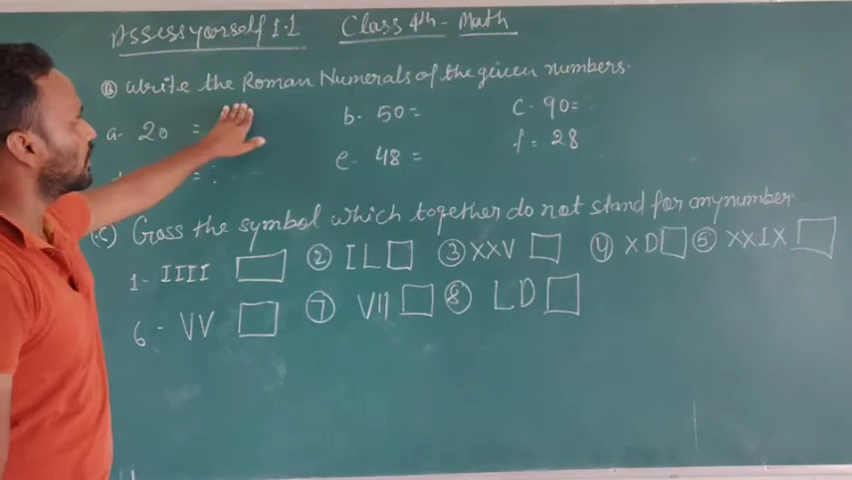 Assess yourself 1.1 Class 4th - Math
(B) Write the Roman Numerals of the given numbers.
a- 20 = b- 50 = c- 90 =
e- 48 = f = 28
(C) Cross the symbol which together do not stand for any number.
1- IIII ② IL ③ XXV ④ XD ⑤ XXIX
6- VV ⑦ VII ⑧ LD